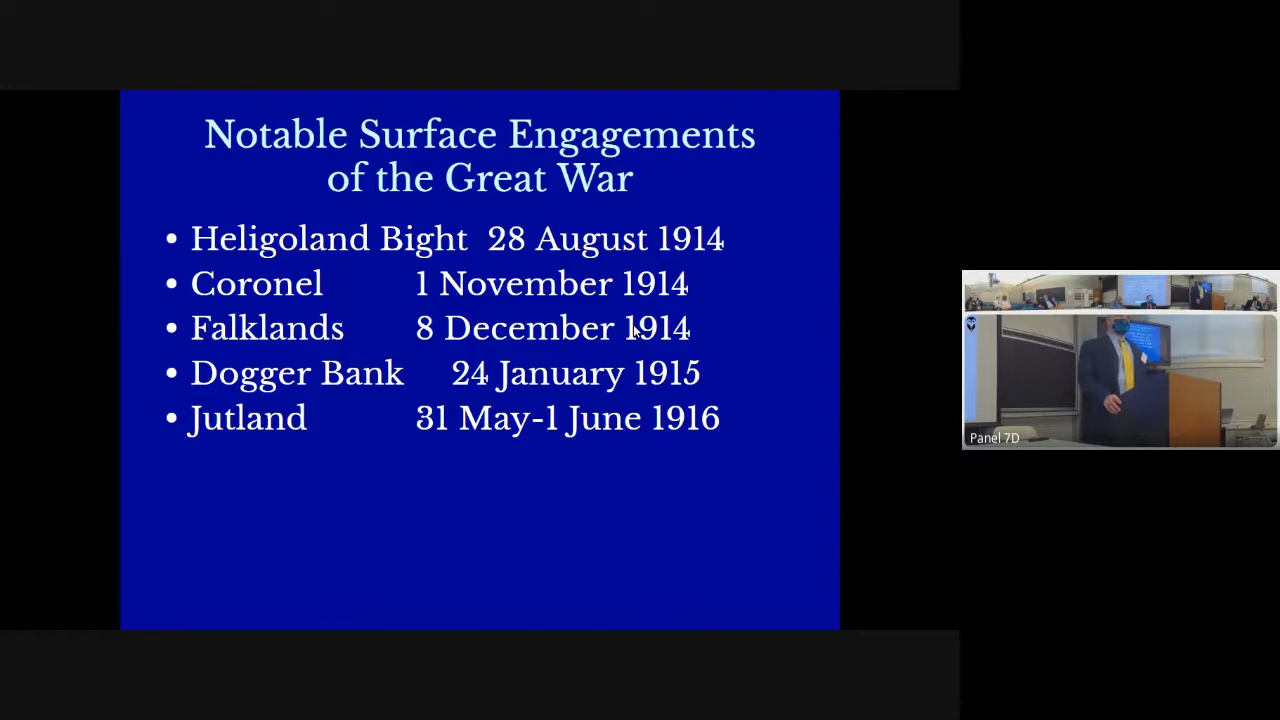 Notable Surface Engagements
of the Great War
• Heligoland Bight 28 August 1914
• Coronel 1 November 1914
• Falklands 8 December 1914
• Dogger Bank 24 January 1915
• Jutland 31 May-1 June 1916
Panel 7D